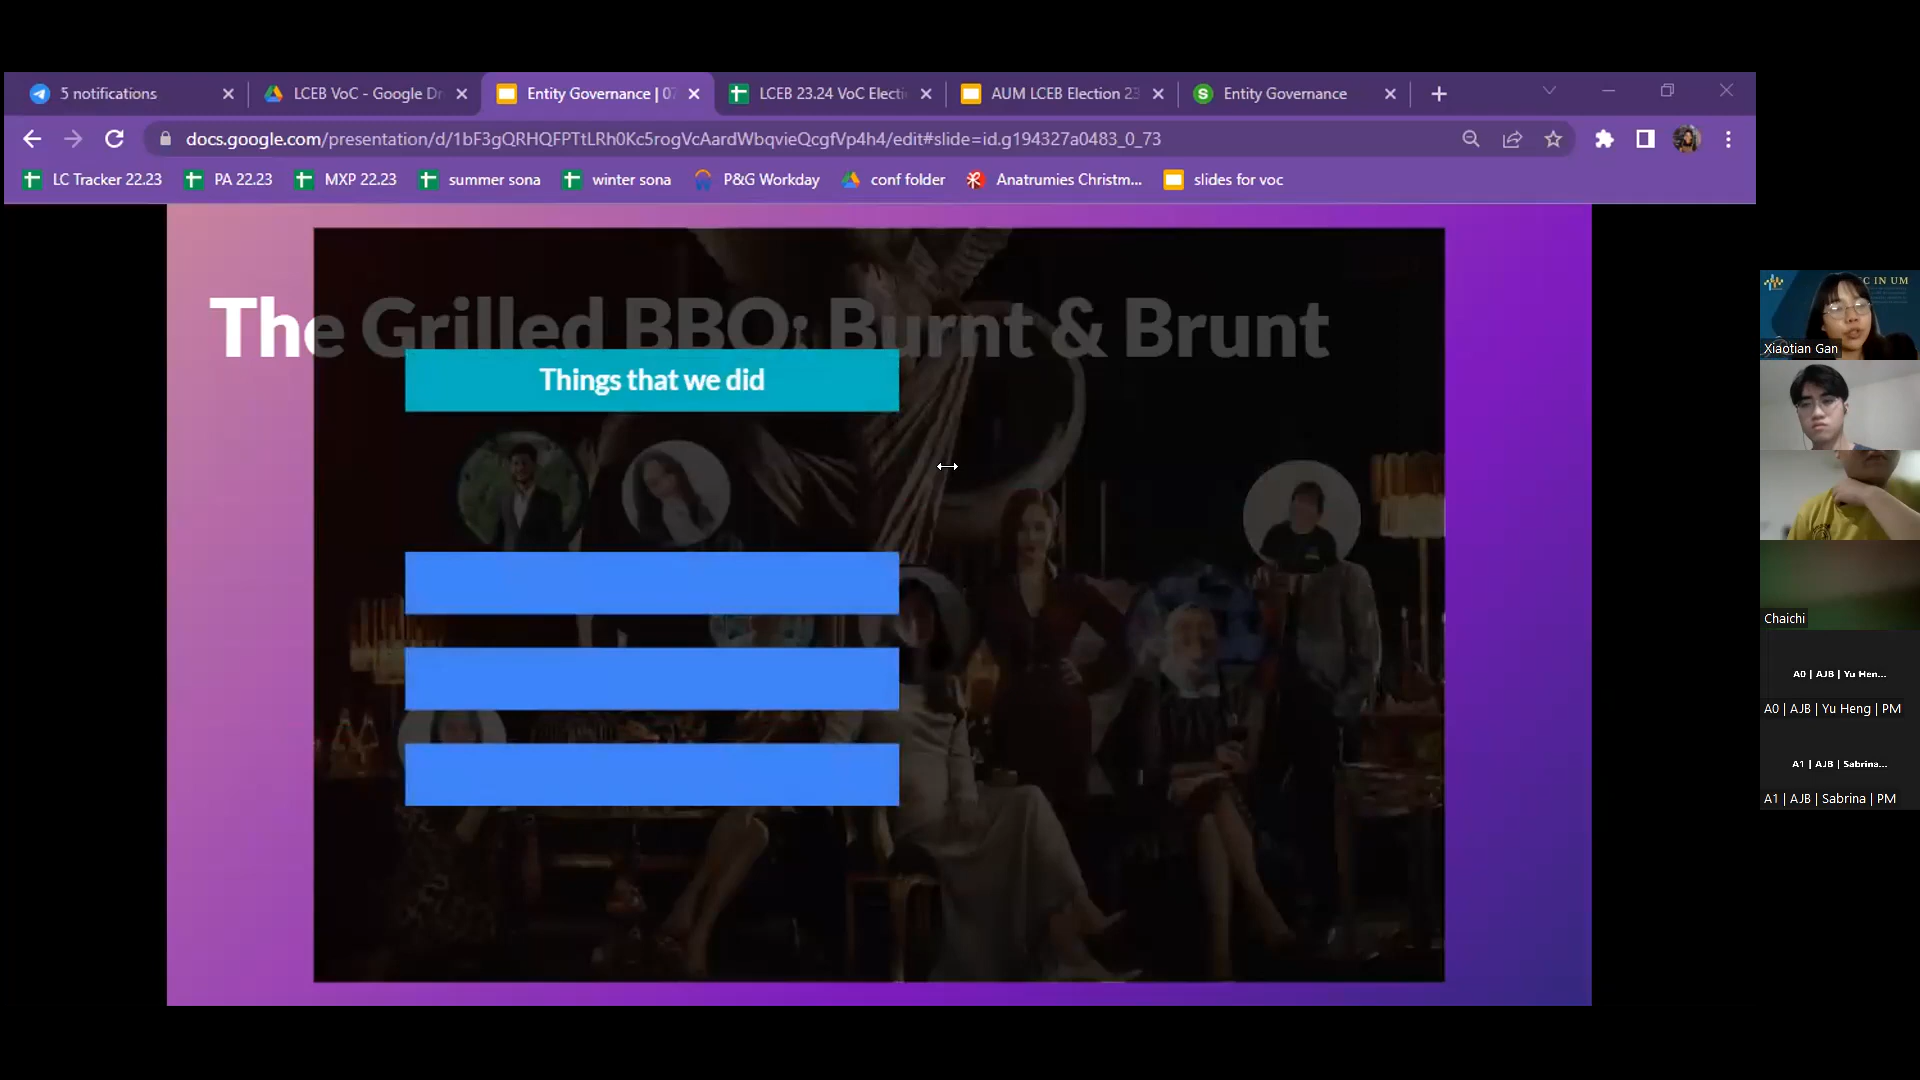 5 notifications
LCEB VoC - Google Dr
Entity Governance | 07
LCEB 23.24 VoC Electi
AUM LCEB Election 23
Entity Governance
docs.google.com/presentation/d/1bF3gQRHQFPTtLRh0Kc5rogVcAardWbqvieQcgfVp4h4/edit#slide=id.g194327a0483_0_73
LC Tracker 22.23
PA 22.23
MXP 22.23
summer sona
winter sona
P&G Workday
conf folder
Anatrumies Christm...
slides for voc
The Grilled BBQ: Burnt & Brunt
Things that we did
C IN UM
Xiaotian Gan
Chaichi
A0 | AJB | Yu Hen...
A0 | AJB | Yu Heng | PM
A1 | AJB | Sabrina...
A1 | AJB | Sabrina | PM